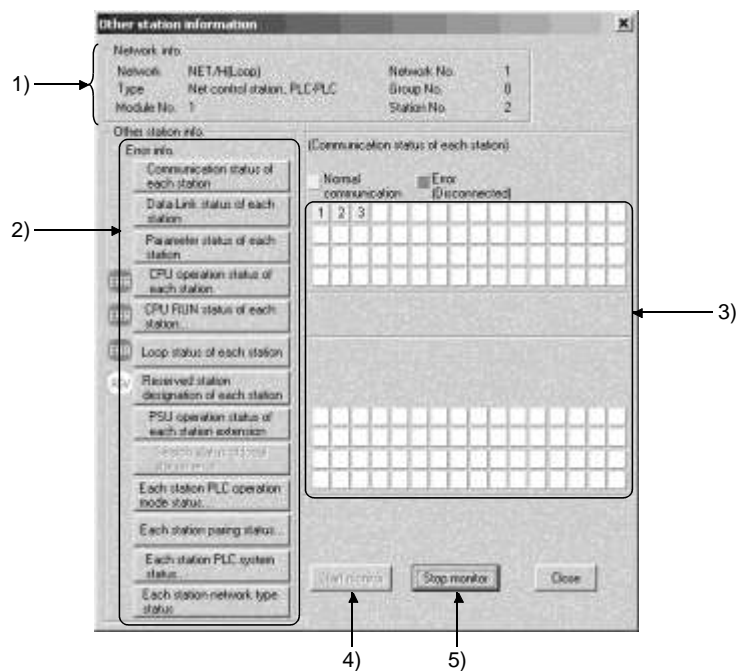 Other station information
Network info.
Network NET/H(Loop) Network No. 1
Type Net control station, PLC-PLC Group No. 0
Module No. 1 Station No. 2
1)
Other station info.
Error info.
Communication status of
each station
Data Link status of each
station
Parameter status of each
station
CPU operation status of
each station
CPU RUN status of each
station...
Loop status of each station
Reserved station
designation of each station
PSU operation status of
each station extension
Each station PLC operation
mode status...
Each station paring status...
Each station PLC system
status...
Each station network type
status
2)
(Communication status of each station)
Normal
communication
Error
(Disconnected)
1 2 3
3)
Start monitor
Stop monitor
Close
4)
5)